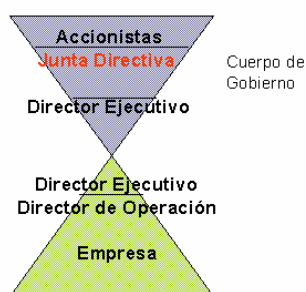 Accionistas
Junta Directiva
Cuerpo de
Gobierno
Director Ejecutivo
Director Ejecutivo
Director de Operación
Empresa